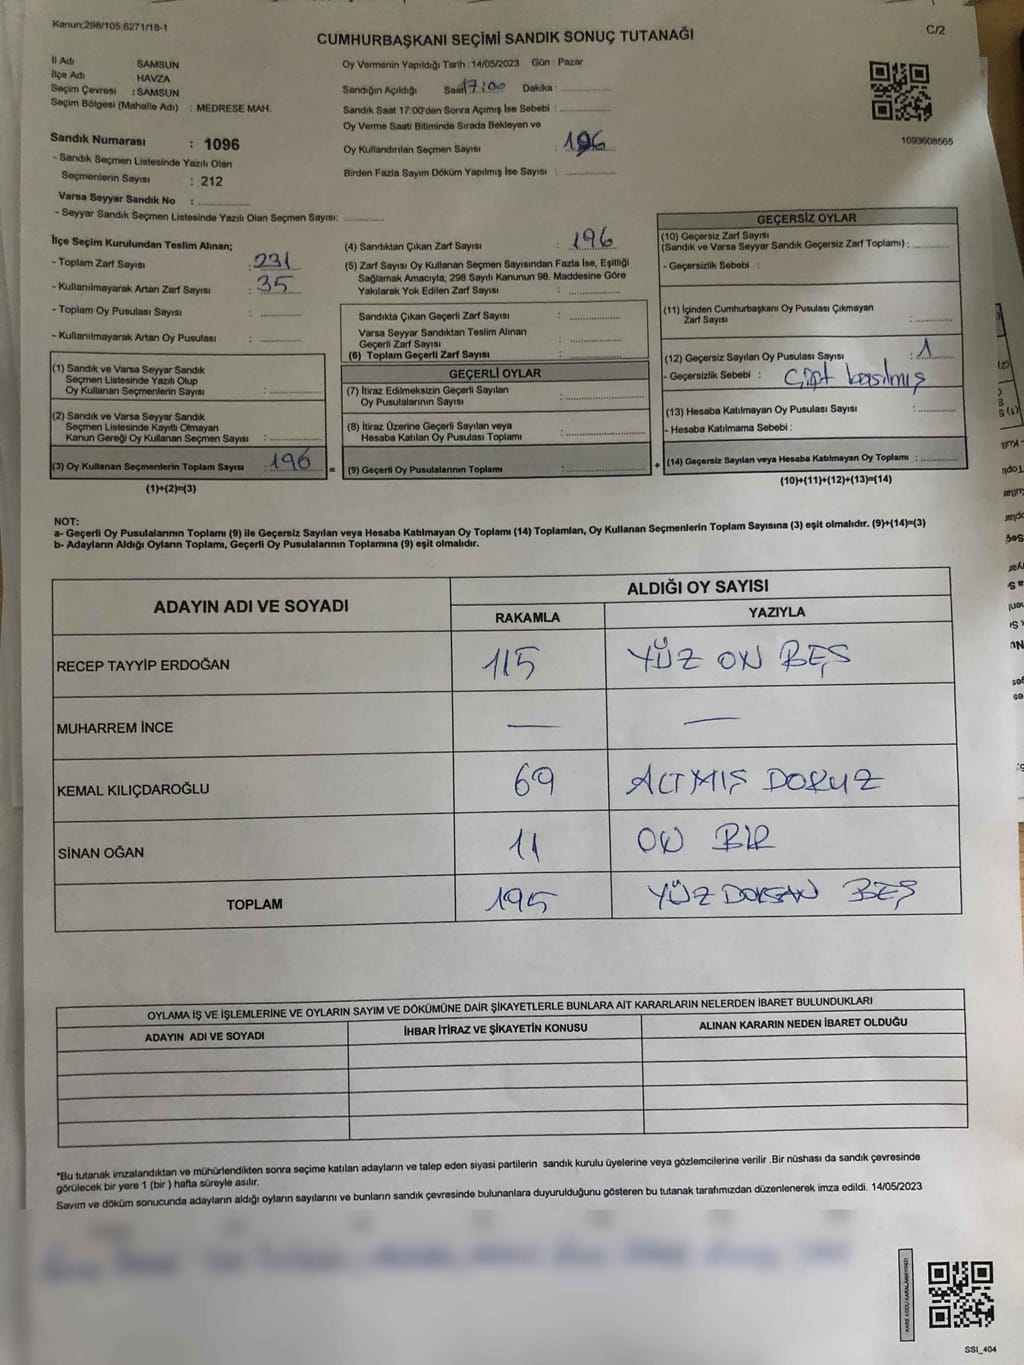 Kanun;298/105;6271/18-1
C/2
CUMHURBAŞKANI SEÇİMİ SANDIK SONUÇ TUTANAĞI
İl Adı : SAMSUN
İlçe Adı : HAVZA
Seçim Çevresi : SAMSUN
Seçim Bölgesi (Mahalle Adı) : MEDRESE MAH.
Sandık Numarası : 1096
- Sandık Seçmen Listesinde Yazılı Olan
Seçmenlerin Sayısı : 212
Varsa Seyyar Sandık No : ............
- Seyyar Sandık Seçmen Listesinde Yazılı Olan Seçmen Sayısı: ............
Oy Vermenin Yapıldığı Tarih : 14/05/2023 Gün : Pazar
Sandığın Açıldığı Saat 17:00 Dakika : ............
Sandık Saat 17:00'den Sonra Açımış İse Sebebi : ............
Oy Verme Saati Bitiminde Sırada Bekleyen ve
Oy Kullandırılan Seçmen Sayısı : 196
Birden Fazla Sayım Döküm Yapılmış İse Sayısı : ............
1093608565
İlçe Seçim Kurulundan Teslim Alınan;
- Toplam Zarf Sayısı : 231
- Kullanılmayarak Artan Zarf Sayısı : 35
- Toplam Oy Pusulası Sayısı : ............
- Kullanılmayarak Artan Oy Pusulası : ............
(1) Sandık ve Varsa Seyyar Sandık
Seçmen Listesinde Yazılı Olup
Oy Kullanan Seçmenlerin Sayısı : ............
(2) Sandık ve Varsa Seyyar Sandık
Seçmen Listesinde Kayıtlı Olmayan
Kanun Gereği Oy Kullanan Seçmen Sayısı : ............
(3) Oy Kullanan Seçmenlerin Toplam Sayısı : 196 =
(1)+(2)=(3)
(4) Sandıktan Çıkan Zarf Sayısı : 196
(5) Zarf Sayısı Oy Kullanan Seçmen Sayısından Fazla İse, Eşitliği
Sağlamak Amacıyla; 298 Sayılı Kanunun 98. Maddesine Göre
Yakılarak Yok Edilen Zarf Sayısı : ............
Sandıkta Çıkan Geçerli Zarf Sayısı : ............
Varsa Seyyar Sandıktan Teslim Alınan
Geçerli Zarf Sayısı : ............
(6) Toplam Geçerli Zarf Sayısı : ............
GEÇERLİ OYLAR
(7) İtiraz Edilmeksizin Geçerli Sayılan
Oy Pusulalarının Sayısı : ............
(8) İtiraz Üzerine Geçerli Sayılan veya
Hesaba Katılan Oy Pusulası Toplamı : ............
(9) Geçerli Oy Pusulalarının Toplamı : ............ +
GEÇERSİZ OYLAR
(10) Geçersiz Zarf Sayısı
(Sandık ve Varsa Seyyar Sandık Geçersiz Zarf Toplamı) : ............
- Geçersizlik Sebebi :
(11) İçinden Cumhurbaşkanı Oy Pusulası Çıkmayan
Zarf Sayısı : ............
(12) Geçersiz Sayılan Oy Pusulası Sayısı : 1
- Geçersizlik Sebebi : Çift basılmış
(13) Hesaba Katılmayan Oy Pusulası Sayısı : ............
- Hesaba Katılmama Sebebi :
(14) Geçersiz Sayılan veya Hesaba Katılmayan Oy Toplamı : ............
(10)+(11)+(12)+(13)=(14)
NOT:
a- Geçerli Oy Pusulalarının Toplamı (9) ile Geçersiz Sayılan veya Hesaba Katılmayan Oy Toplamı (14) Toplamları, Oy Kullanan Seçmenlerin Toplam Sayısına (3) eşit olmalıdır. (9)+(14)=(3)
b- Adayların Aldığı Oyların Toplamı, Geçerli Oy Pusulalarının Toplamına (9) eşit olmalıdır.
ADAYIN ADI VE SOYADI ALDIĞI OY SAYISI
RAKAMLA YAZIYLA
RECEP TAYYİP ERDOĞAN 115 YÜZ ON BEŞ
MUHARREM İNCE — —
KEMAL KILIÇDAROĞLU 69 ALTMIŞ DOKUZ
SİNAN OĞAN 11 ON BİR
TOPLAM 195 YÜZ DOKSAN BEŞ
OYLAMA İŞ VE İŞLEMLERİNE VE OYLARIN SAYIM VE DÖKÜMÜNE DAİR ŞİKAYETLERLE BUNLARA AİT KARARLARIN NELERDEN İBARET BULUNDUKLARI
ADAYIN ADI VE SOYADI İHBAR İTİRAZ VE ŞİKAYETİN KONUSU ALINAN KARARIN NEDEN İBARET OLDUĞU
*Bu tutanak imzalandıktan ve mühürlendikten sonra seçime katılan adayların ve talep eden siyasi partilerin sandık kurulu üyelerine veya gözlemcilerine verilir .Bir nüshası da sandık çevresinde
görülecek bir yere 1 (bir ) hafta süreyle asılır.
Sayım ve döküm sonucunda adayların aldığı oyların sayılarını ve bunların sandık çevresinde bulunanlara duyurulduğunu gösteren bu tutanak tarafımızdan düzenlenerek imza edildi. 14/05/2023
KARE KODU KARALAMAYINIZ!
SSI_404